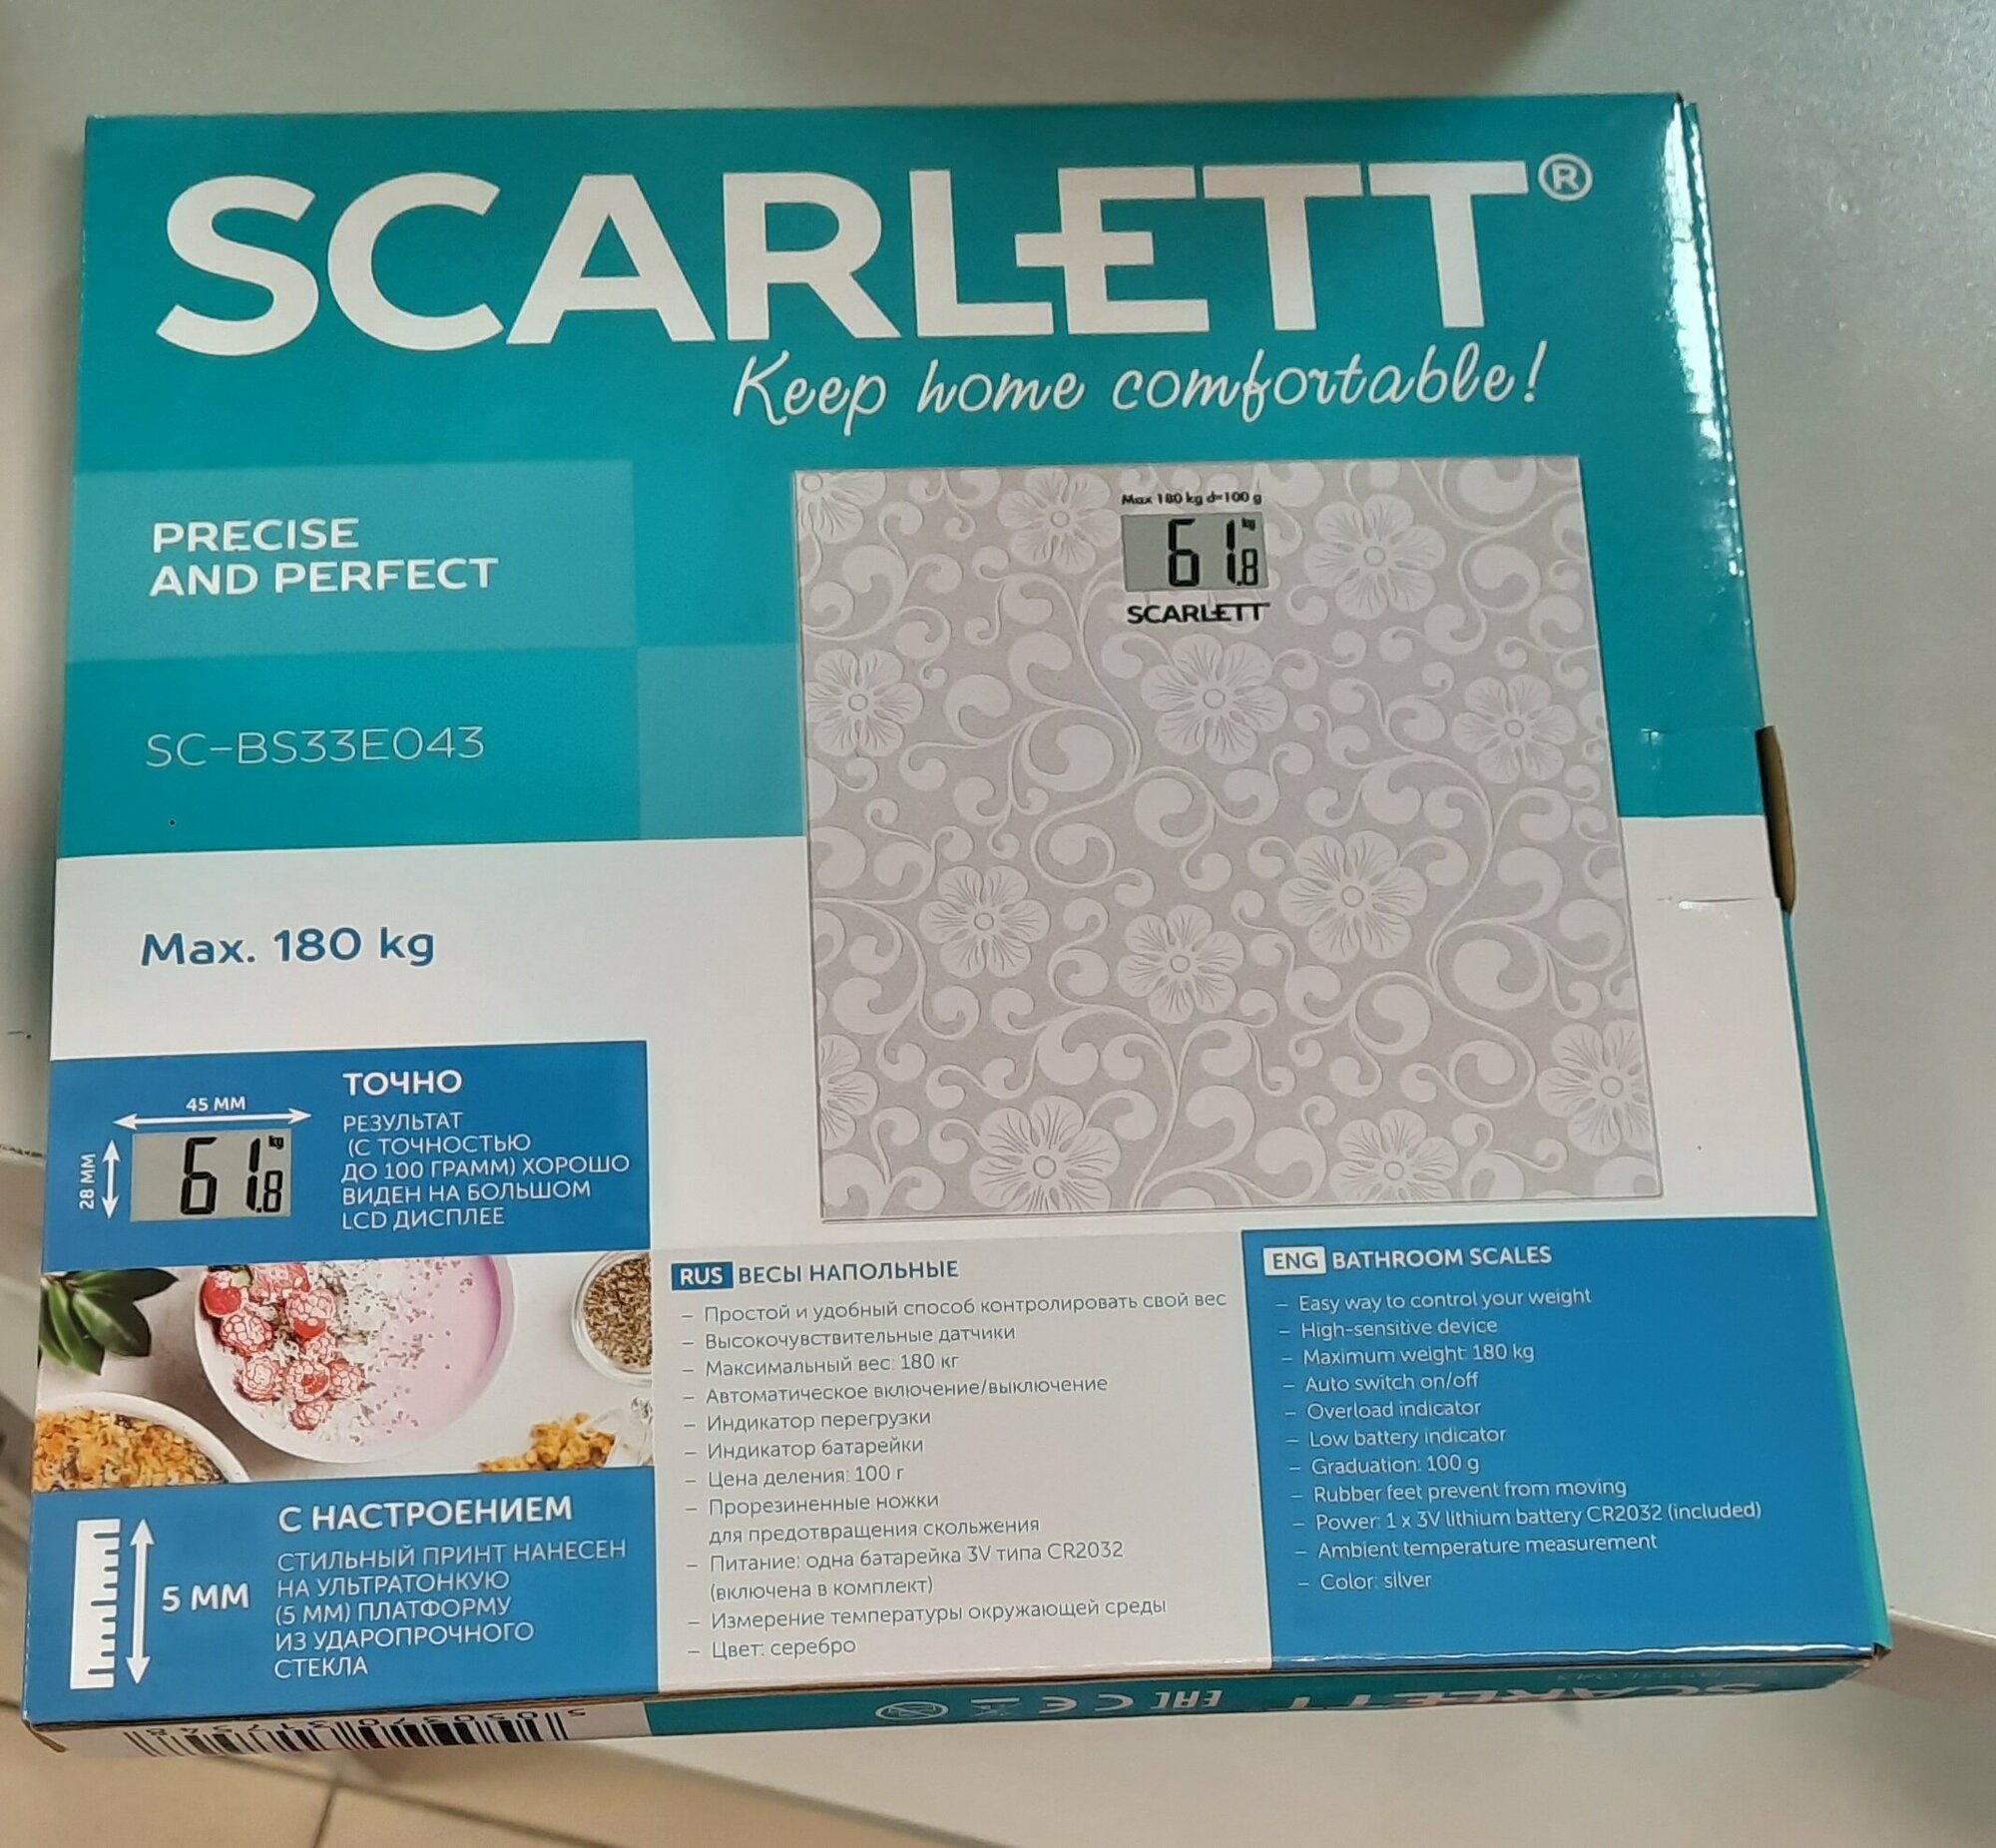 SCARLETT®
Keep home comfortable!
PRECISE
AND PERFECT
SC-BS33E043
Max. 180 kg
Max 180 kg d=100 g
61.8 kg
SCARLETT
45 ММ
28 ММ
61.8 kg
ТОЧНО
РЕЗУЛЬТАТ
(С ТОЧНОСТЬЮ
ДО 100 ГРАММ) ХОРОШО
ВИДЕН НА БОЛЬШОМ
LCD ДИСПЛЕЕ
5 ММ
С НАСТРОЕНИЕМ
СТИЛЬНЫЙ ПРИНТ НАНЕСЕН
НА УЛЬТРАТОНКУЮ
(5 ММ) ПЛАТФОРМУ
ИЗ УДАРОПРОЧНОГО
СТЕКЛА
RUS ВЕСЫ НАПОЛЬНЫЕ
– Простой и удобный способ контролировать свой вес
– Высокочувствительные датчики
– Максимальный вес: 180 кг
– Автоматическое включение/выключение
– Индикатор перегрузки
– Индикатор батарейки
– Цена деления: 100 г
– Прорезиненные ножки
для предотвращения скольжения
– Питание: одна батарейка 3V типа CR2032
(включена в комплект)
– Измерение температуры окружающей среды
– Цвет: серебро
ENG BATHROOM SCALES
– Easy way to control your weight
– High-sensitive device
– Maximum weight: 180 kg
– Auto switch on/off
– Overload indicator
– Low battery indicator
– Graduation: 100 g
– Rubber feet prevent from moving
– Power: 1 x 3V lithium battery CR2032 (included)
– Ambient temperature measurement
– Color: silver
SCARLETT
EAC CE